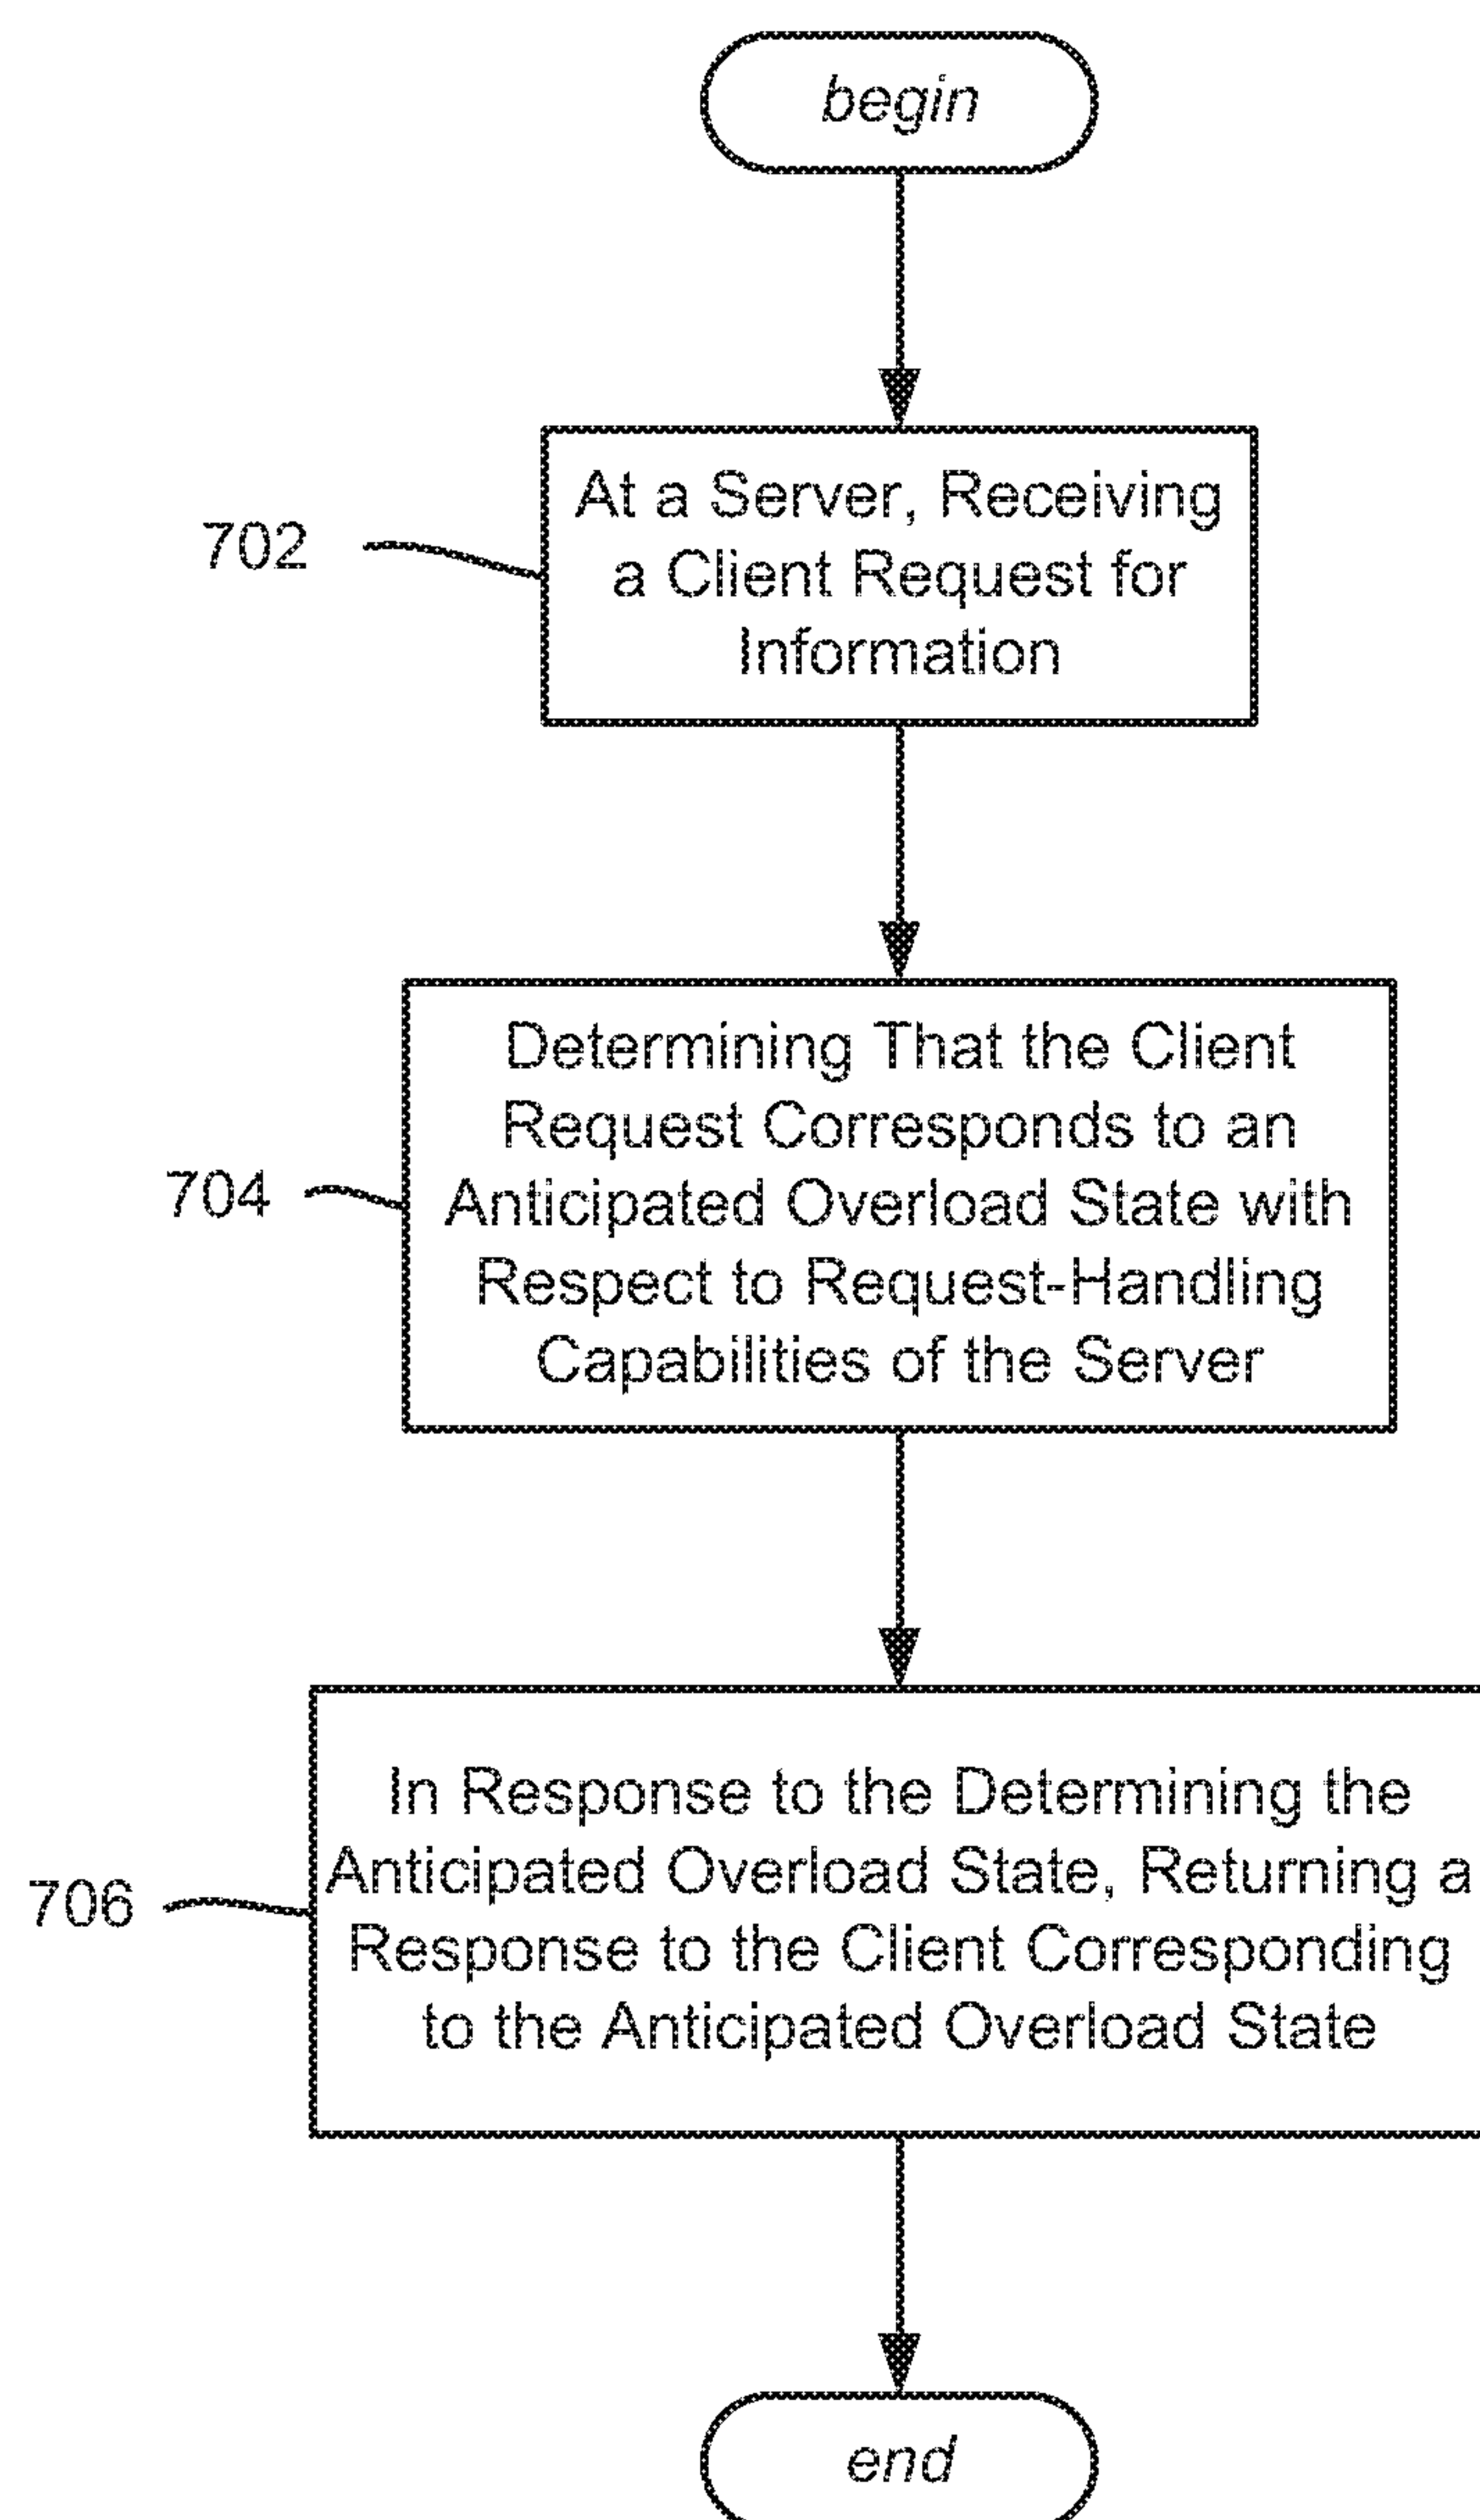 begin
702
At a Server, Receiving
a Client Request for
Information
704
Determining That the Client
Request Corresponds to an
Anticipated Overload State with
Respect to Request-Handling
Capabilities of the Server
706
In Response to the Determining the
Anticipated Overload State, Returning a
Response to the Client Corresponding
to the Anticipated Overload State
end